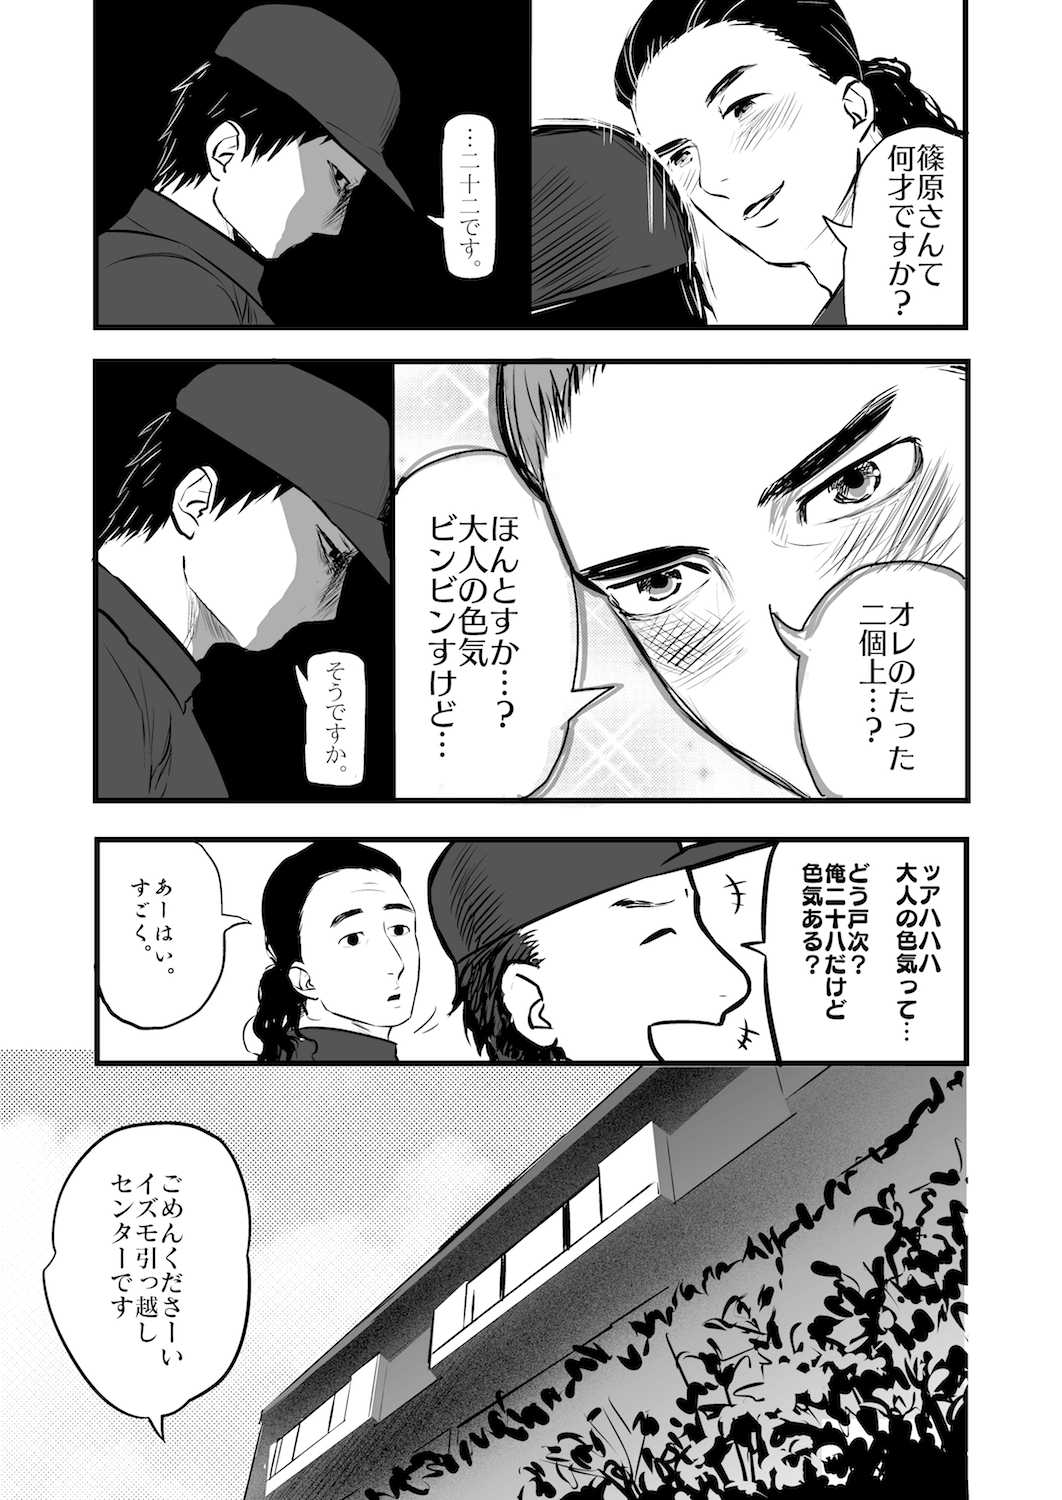 篠原さんて
何才ですか？
…二十二です。
オレのたった
二個上…？
ほんとすか…？
大人の色気
ビンビンすけど…
そうですか。
ッアハハハ
大人の色気って…
どう戸次？
俺二十八だけど
色気ある？
あーはい。
すごく。
ごめんくださーい
イズモ引っ越し
センターです